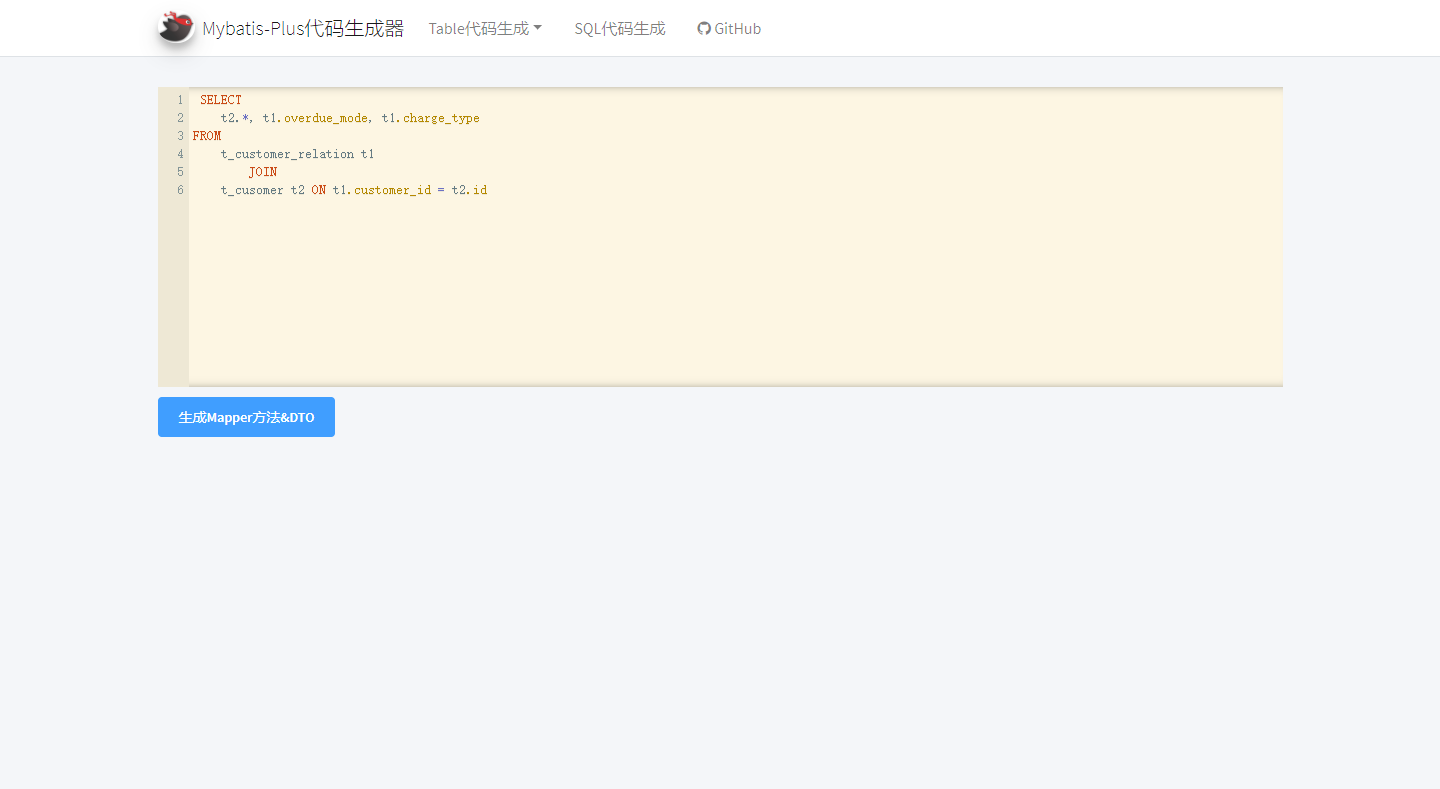 Mybatis-Plus代码生成器 Table代码生成 SQL代码生成 GitHub
1 SELECT
2 t2.*, t1.overdue_mode, t1.charge_type
3 FROM
4 t_customer_relation t1
5 JOIN
6 t_cusomer t2 ON t1.customer_id = t2.id
生成Mapper方法&DTO